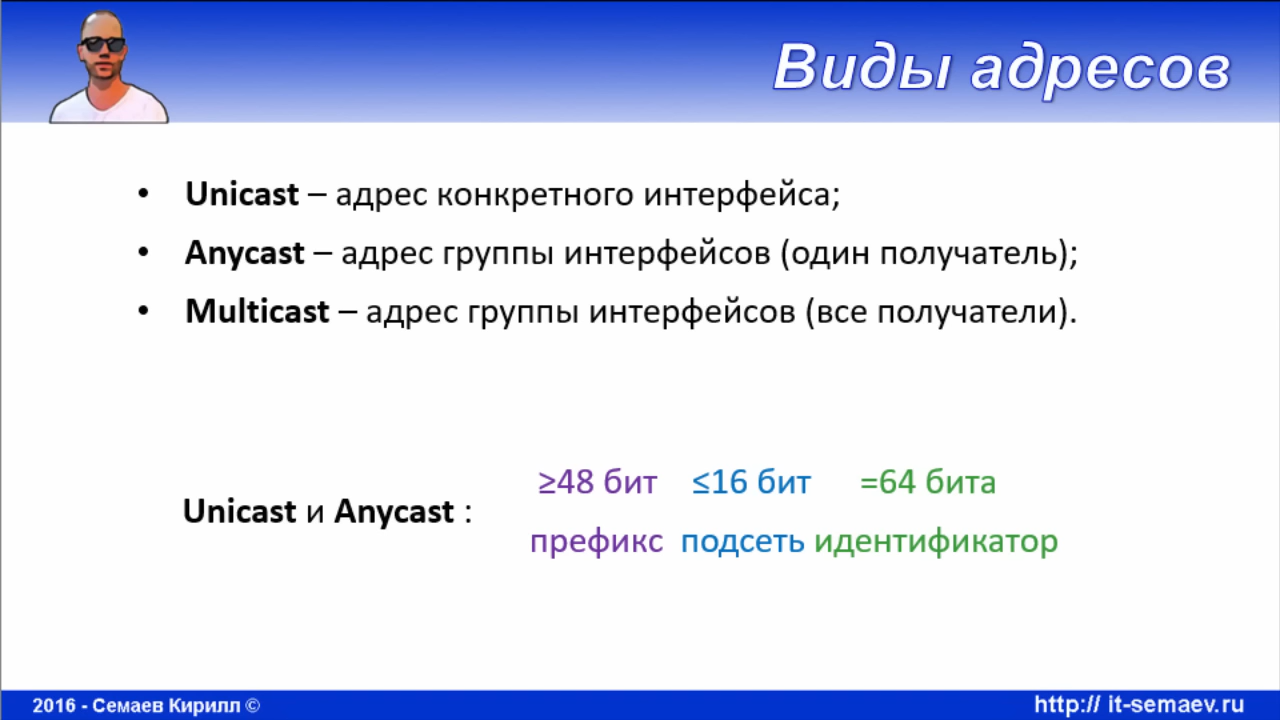 Виды адресов
• Unicast – адрес конкретного интерфейса;
• Anycast – адрес группы интерфейсов (один получатель);
• Multicast – адрес группы интерфейсов (все получатели).
≥48 бит ≤16 бит =64 бита
Unicast и Anycast :
префикс подсеть идентификатор
2016 - Семаев Кирилл © http:// it-semaev.ru